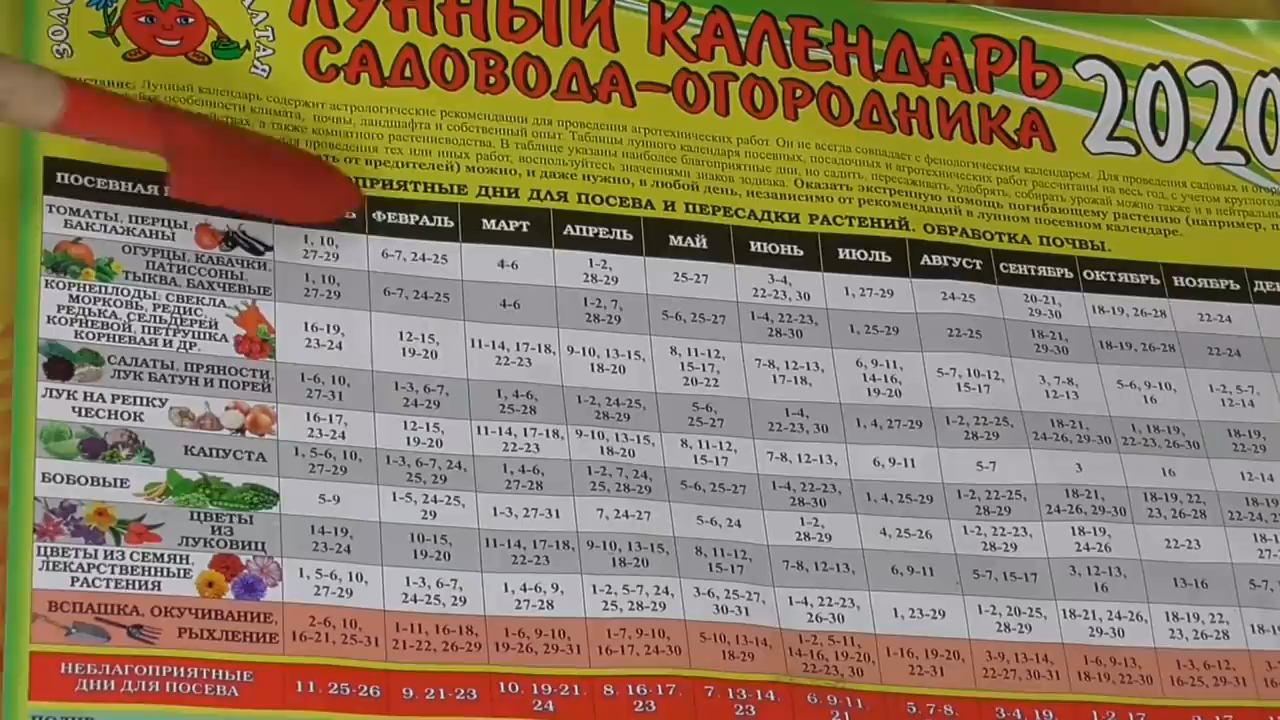 ЛУННЫЙ КАЛЕНДАРЬ
САДОВОДА-ОГОРОДНИКА 2020
Лунный календарь содержит астрологические рекомендации для проведения агротехнических работ. Он не всегда совпадает с фенологическим календарем. Для проведения садовых и
особенности климата, почвы, ландшафта и собственный опыт. Таблицы лунного календаря посевных, посадочных и агротехнических работ рассчитаны на весь год, с учетом
а также комнатного растениеводства. В таблице указаны наиболее благоприятные дни, но салить, пересаживать, удобрять, собирать урожай можно также и в
проведения тех или иных работ, воспользуйтесь значениями знаков зодиака. Оказать экстренную помощь погибающему растению (например,
от вредителей) можно, и даже нужно, в любой день, независимо от рекомендаций в лунном посевном календаре.
ДНИ ДЛЯ ПОСЕВА И ПЕРЕСАДКИ РАСТЕНИЙ. ОБРАБОТКА ПОЧВЫ.
ПОСЕВНАЯ ФЕВРАЛЬ МАРТ АПРЕЛЬ МАЙ ИЮНЬ ИЮЛЬ АВГУСТ СЕНТЯБРЬ ОКТЯБРЬ НОЯБРЬ
ТОМАТЫ, ПЕРЦЫ, БАКЛАЖАНЫ 1, 10, 27-29 6-7, 24-25 4-6 1-2, 28-29 25-27 3-4, 22-23, 30 1, 27-29 24-25 20-21, 29-30 18-19, 26-28 22-24
ОГУРЦЫ, КАБАЧКИ, ПАТИССОНЫ, ТЫКВА, БАХЧЕВЫЕ 1, 10, 27-29 6-7, 24-25 4-6 1-2, 7, 28-29 5-6, 25-27 1-4, 22-23, 28-30 1, 25-29 22-25 18-21, 29-30 18-19, 26-28 22-24
КОРНЕПЛОДЫ: СВЕКЛА, МОРКОВЬ, РЕДИС, РЕДЬКА, СЕЛЬДЕРЕЙ КОРНЕВОЙ, ПЕТРУШКА КОРНЕВАЯ И ДР. 16-19, 23-24 12-15, 19-20 11-14, 17-18, 22-23 9-10, 13-15, 18-20 8, 11-12, 15-17, 20-22 7-8, 12-13, 17-18, 6, 9-11, 14-16, 19-20 5-7, 10-12, 15-17 3, 7-8, 12-13 5-6, 9-10, 16 1-2, 5-7, 12-14
САЛАТЫ, ПРЯНОСТИ, ЛУК БАТУН И ПОРЕЙ 1-6, 10, 27-31 1-3, 6-7, 24-29 1, 4-6, 25-28 1-2, 24-25, 28-29 5-6, 25-27 1-4, 22-23, 30 1, 4, 27-29 1-2, 22-25, 28-29 18-21, 24-26, 29-30 1, 18-19, 22-23, 26-30 18-19, 22-29
ЛУК НА РЕПКУ ЧЕСНОК 16-17, 23-24 12-15, 19-20 11-14, 17-18, 22-23 9-10, 13-15, 18-20 8, 11-12, 15-17 7-8, 12-13, 6, 9-11 5-7 3 16 12-14
КАПУСТА 1, 5-6, 10, 27-29 1-3, 6-7, 24, 25, 29 1, 4-6, 27-28 1-2, 7, 24, 25, 28-29 5-6, 25-27 1-4, 22-23, 28-30 1, 4, 25-29 1-2, 22-25, 28-29 18-21, 24-26, 29-30 18-19, 22, 23, 26-28
БОБОВЫЕ 5-9 1-5, 24-25, 29 1-3, 27-31 7, 24-27 5-6, 24 1-2, 28-29 4, 25-26 1-2, 22-23, 28-29 18-19, 24-26 22-23
ЦВЕТЫ ИЗ ЛУКОВИЦ 14-19, 23-24 10-15, 19-20 11-14, 17-18, 22-23 9-10, 13-15, 18-20 8, 11-12, 15-17 7-8, 12-13, 6, 9-11 5-7, 15-17 3, 12-13, 16 13-16
ЦВЕТЫ ИЗ СЕМЯН, ЛЕКАРСТВЕННЫЕ РАСТЕНИЯ 1, 5-6, 10, 27-29 1-3, 6-7, 24-25, 29 1, 4-6, 9, 27-28 1-2, 5-7, 24, 25, 28-29 3-6, 25-27, 30-31 1-4, 22-23, 26-30 1, 23-29 1-2, 20-25, 28-29 18-21, 24-26, 29-30 18-19, 22, 23, 26-28
ВСПАШКА, ОКУЧИВАНИЕ, РЫХЛЕНИЕ 2-6, 10, 16-21, 25-31 1-11, 16-18, 21-22, 26-29 1-6, 9-10, 19-26, 29-31 1-7, 9-10, 16-17, 24-30 5-10, 13-14, 18-29 1-2, 5-11, 14-16, 19-20, 22-23, 30 1-16, 19-20, 22-31 3-9, 13-14, 22-27, 30-31 1-6, 9-13, 18-19, 22-30 1-3, 6-12, 16-25, 29-31
НЕБЛАГОПРИЯТНЫЕ ДНИ ДЛЯ ПОСЕВА 11. 25-26 9. 21-23 10. 19-21. 24 8. 16-17. 23 7. 13-14. 23 6. 9-11. 21 5. 7-8.